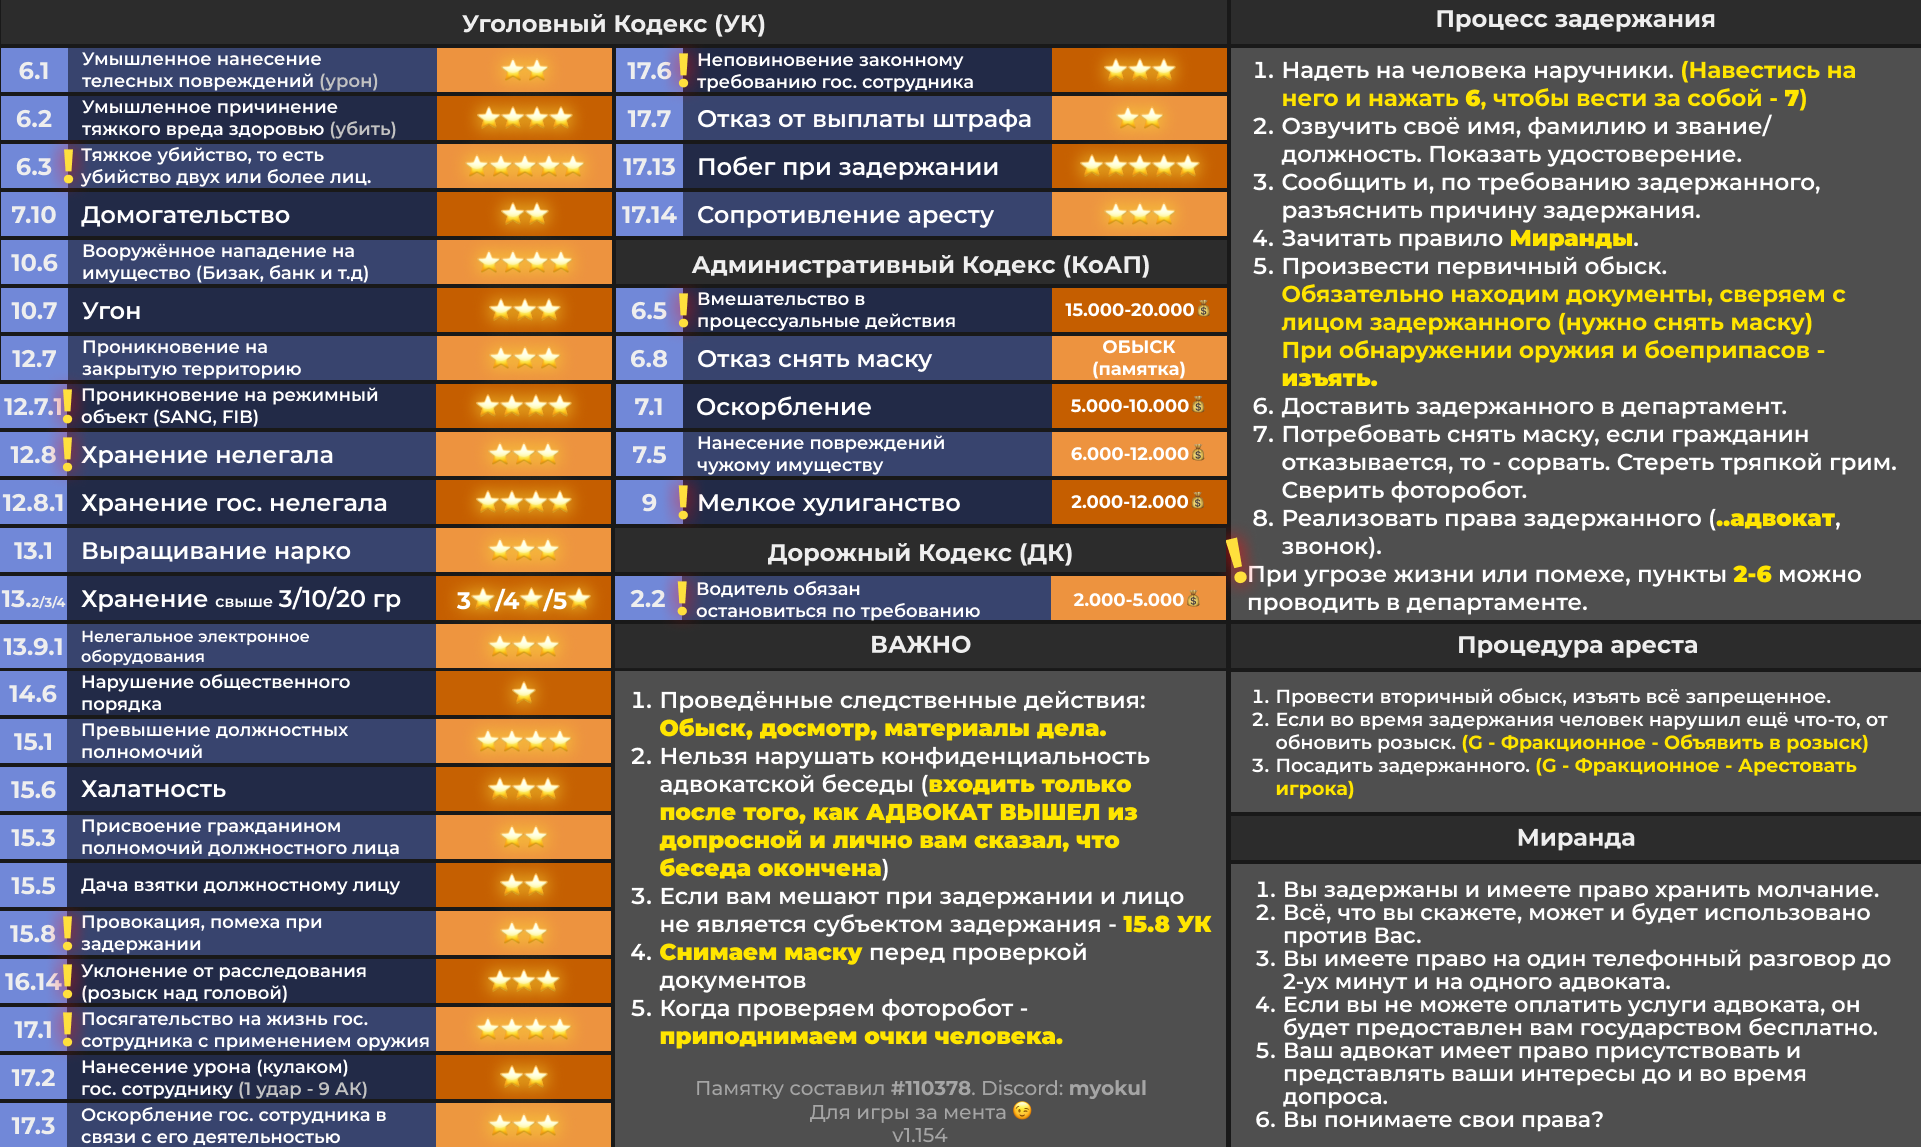 Уголовный Кодекс (УК)
6.1
Умышленное нанесение
телесных повреждений (урон)
6.2
Умышленное причинение
тяжкого вреда здоровью (убить)
6.3
Тяжкое убийство, то есть
убийство двух или более лиц.
7.10
Домогательство
10.6
Вооружённое нападение на
имущество (Бизак, банк и т.д)
10.7
Угон
12.7
Проникновение на
закрытую территорию
12.7.1
Проникновение на режимный
объект (SANG, FIB)
12.8
Хранение нелегала
12.8.1
Хранение гос. нелегала
13.1
Выращивание нарко
13.2/3/4
Хранение свыше 3/10/20 гр
3⭐/4⭐/5⭐
13.9.1
Нелегальное электронное
оборудования
14.6
Нарушение общественного
порядка
15.1
Превышение должностных
полномочий
15.6
Халатность
15.3
Присвоение гражданином
полномочий должностного лица
15.5
Дача взятки должностному лицу
15.8
Провокация, помеха при
задержании
16.14
Уклонение от расследования
(розыск над головой)
17.1
Посягательство на жизнь гос.
сотрудника с применением оружия
17.2
Нанесение урона (кулаком)
гос. сотруднику (1 удар - 9 АК)
17.3
Оскорбление гос. сотрудника в
связи с его деятельностью
17.6
Неповиновение законному
требованию гос. сотрудника
17.7
Отказ от выплаты штрафа
17.13
Побег при задержании
17.14
Сопротивление аресту
Административный Кодекс (КоАП)
6.5
Вмешательство в
процессуальные действия
15.000-20.000💰
6.8
Отказ снять маску
ОБЫСК
(памятка)
7.1
Оскорбление
5.000-10.000💰
7.5
Нанесение повреждений
чужому имуществу
6.000-12.000💰
9
Мелкое хулиганство
2.000-12.000💰
Дорожный Кодекс (ДК)
2.2
Водитель обязан
остановиться по требованию
2.000-5.000💰
ВАЖНО
1. Проведённые следственные действия:
Обыск, досмотр, материалы дела.
2. Нельзя нарушать конфиденциальность
адвокатской беседы (входить только
после того, как АДВОКАТ ВЫШЕЛ из
допросной и лично вам сказал, что
беседа окончена)
3. Если вам мешают при задержании и лицо
не является субъектом задержания - 15.8 УК
4. Снимаем маску перед проверкой
документов
5. Когда проверяем фоторобот -
приподнимаем очки человека.
Памятку составил #110378. Discord: myokul
Для игры за мента 😉
v1.154
Процесс задержания
1. Надеть на человека наручники. (Навестись на
него и нажать 6, чтобы вести за собой - 7)
2. Озвучить своё имя, фамилию и звание/
должность. Показать удостоверение.
3. Сообщить и, по требованию задержанного,
разъяснить причину задержания.
4. Зачитать правило Миранды.
5. Произвести первичный обыск.
Обязательно находим документы, сверяем с
лицом задержанного (нужно снять маску)
При обнаружении оружия и боеприпасов -
изъять.
6. Доставить задержанного в департамент.
7. Потребовать снять маску, если гражданин
отказывается, то - сорвать. Стереть тряпкой грим.
Сверить фоторобот.
8. Реализовать права задержанного (..адвокат,
звонок).
При угрозе жизни или помехе, пункты 2-6 можно
проводить в департаменте.
Процедура ареста
1. Провести вторичный обыск, изъять всё запрещенное.
2. Если во время задержания человек нарушил ещё что-то, от
обновить розыск. (G - Фракционное - Объявить в розыск)
3. Посадить задержанного. (G - Фракционное - Арестовать
игрока)
Миранда
1. Вы задержаны и имеете право хранить молчание.
2. Всё, что вы скажете, может и будет использовано
против Вас.
3. Вы имеете право на один телефонный разговор до
2-ух минут и на одного адвоката.
4. Если вы не можете оплатить услуги адвоката, он
будет предоставлен вам государством бесплатно.
5. Ваш адвокат имеет право присутствовать и
представлять ваши интересы до и во время
допроса.
6. Вы понимаете свои права?